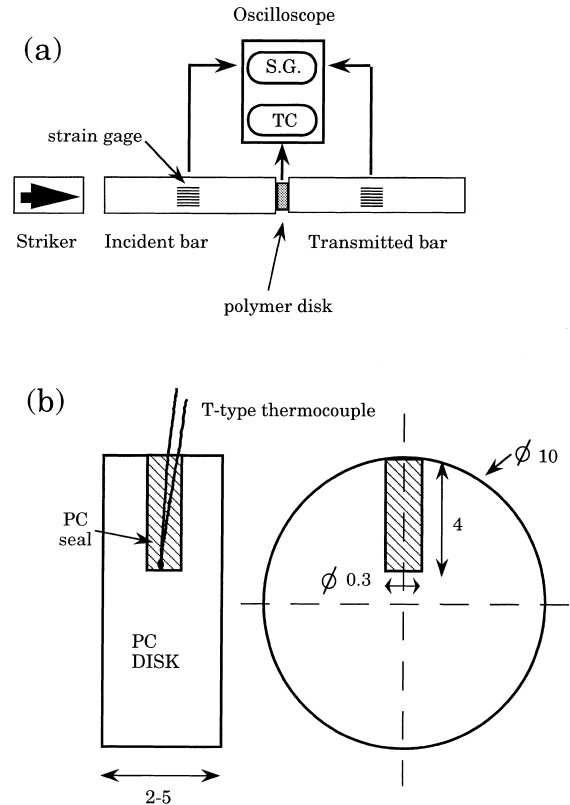 Oscilloscope
(a)
S.G.
TC
strain gage
Striker
Incident bar
Transmitted bar
polymer disk
(b)
T-type thermocouple
ϕ 10
PC
seal
4
ϕ 0.3
PC
DISK
2-5